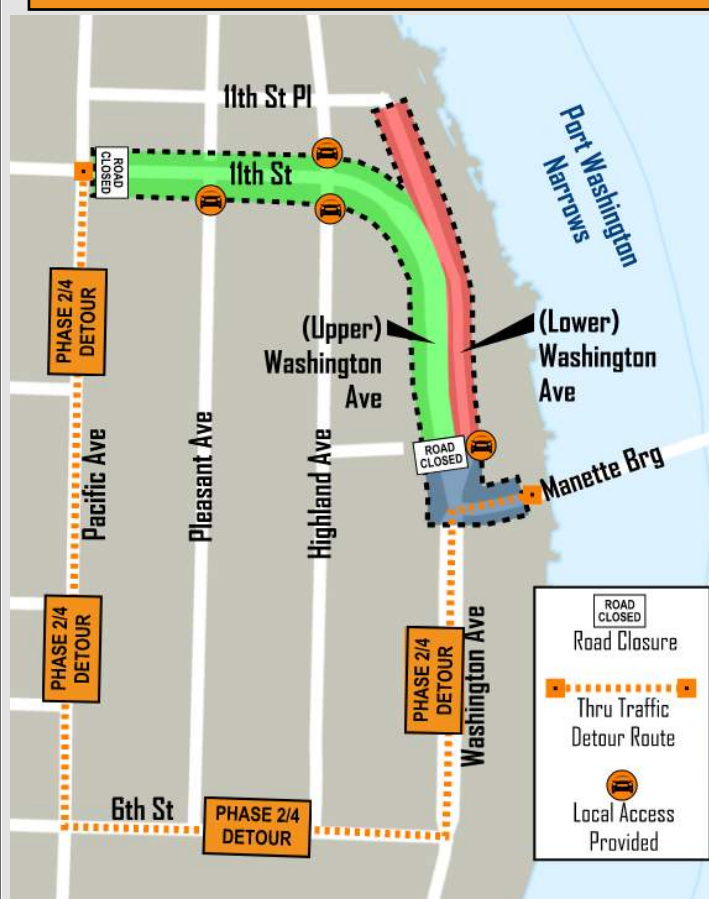 11th St Pl
Port Washington
Narrows
ROAD
CLOSED
11th St
PHASE 2/4
DETOUR
(Upper)
Washington
Ave
(Lower)
Washington
Ave
Pacific Ave
Pleasant Ave
Highland Ave
ROAD
CLOSED
Manette Brg
PHASE 2/4
DETOUR
PHASE 2/4
DETOUR
Washington Ave
6th St
PHASE 2/4
DETOUR
ROAD
CLOSED
Road Closure
Thru Traffic
Detour Route
Local Access
Provided